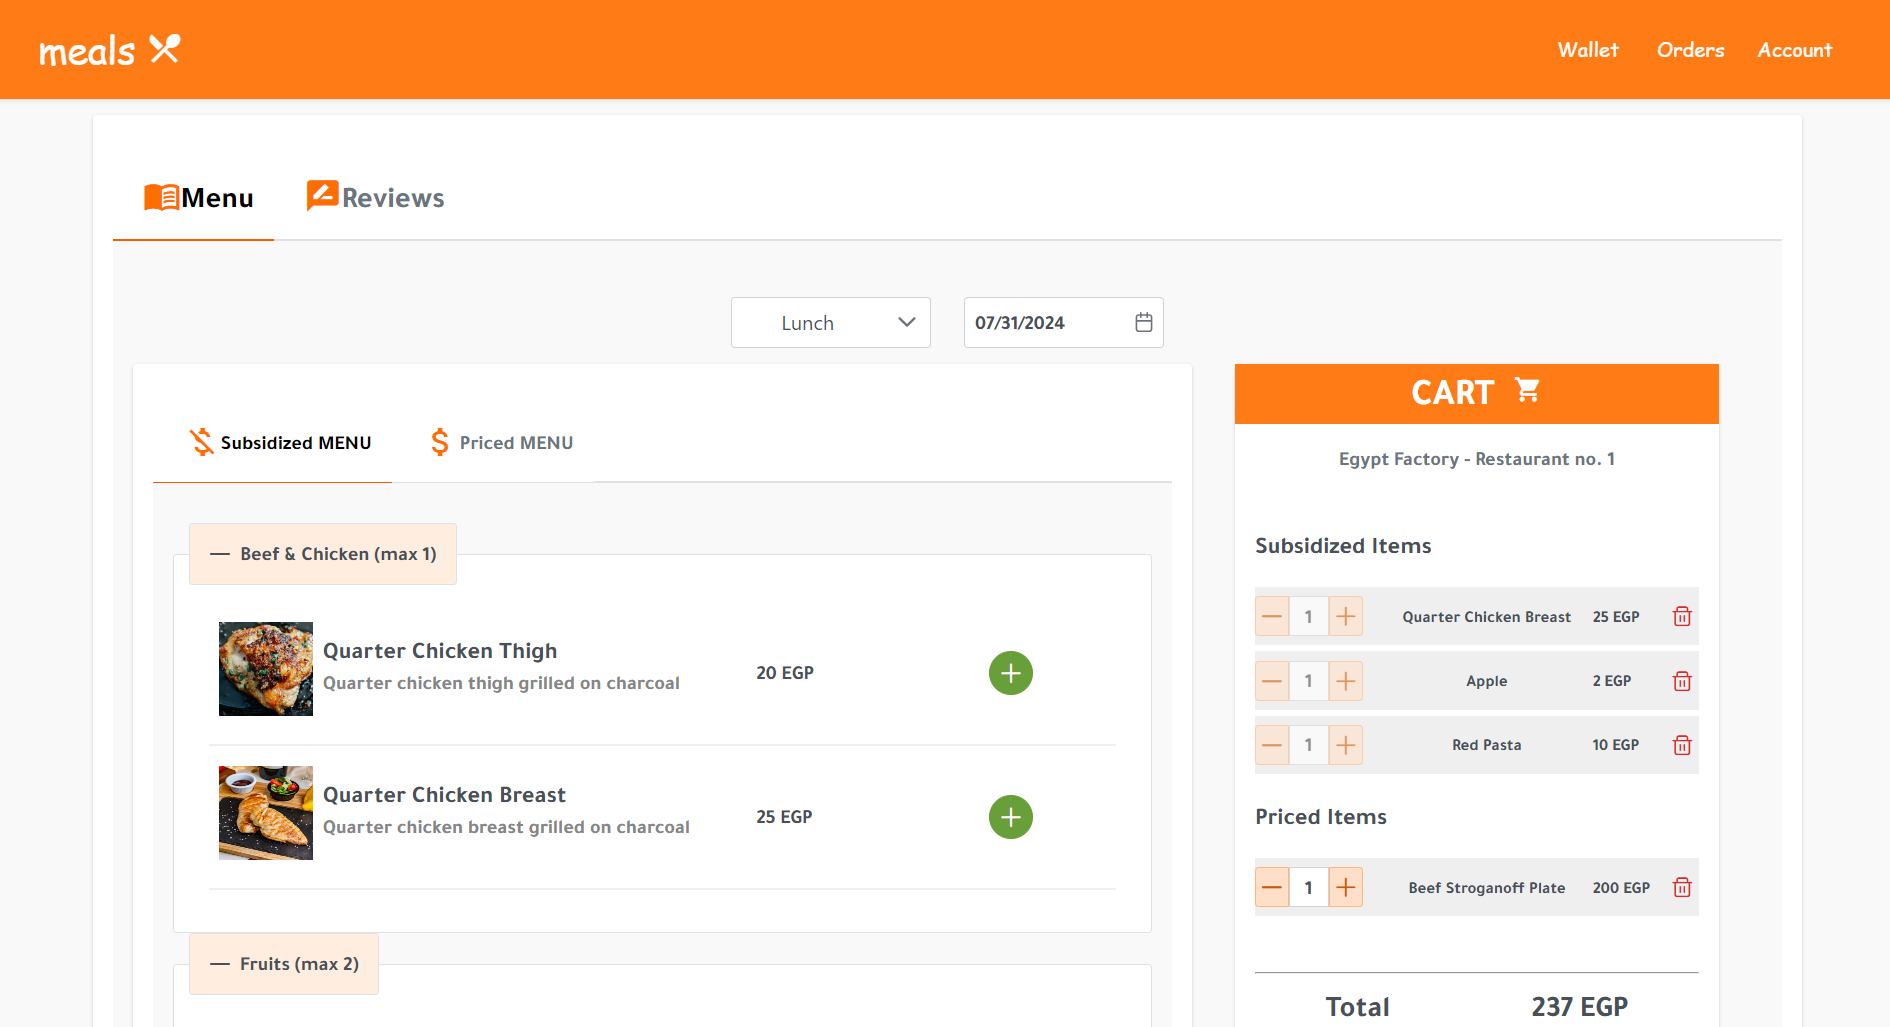 meals
Wallet
Orders
Account
Menu
Reviews
Lunch
07/31/2024
Subsidized MENU
Priced MENU
Beef & Chicken (max 1)
Quarter Chicken Thigh
Quarter chicken thigh grilled on charcoal
20 EGP
Quarter Chicken Breast
Quarter chicken breast grilled on charcoal
25 EGP
Fruits (max 2)
CART
Egypt Factory - Restaurant no. 1
Subsidized Items
1 Quarter Chicken Breast 25 EGP
1 Apple 2 EGP
1 Red Pasta 10 EGP
Priced Items
1 Beef Stroganoff Plate 200 EGP
Total 237 EGP